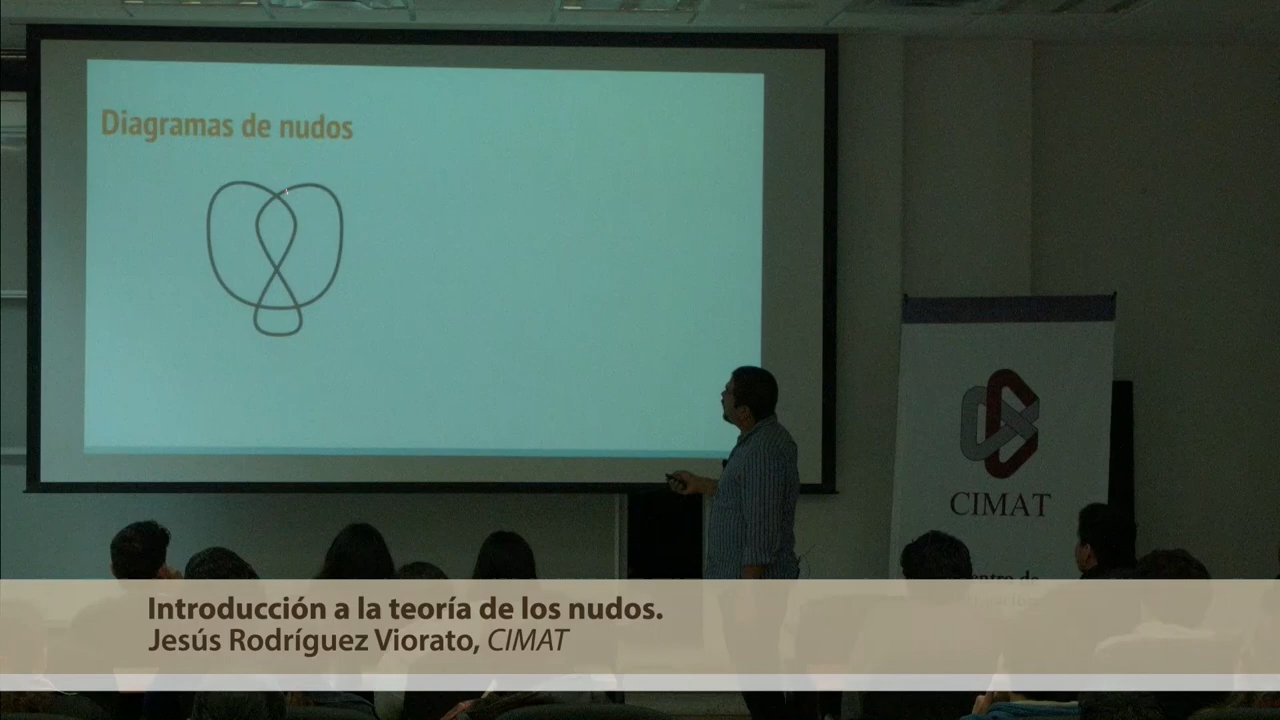 Diagramas de nudos
CIMAT
Introducción a la teoría de los nudos.
Jesús Rodríguez Viorato, CIMAT